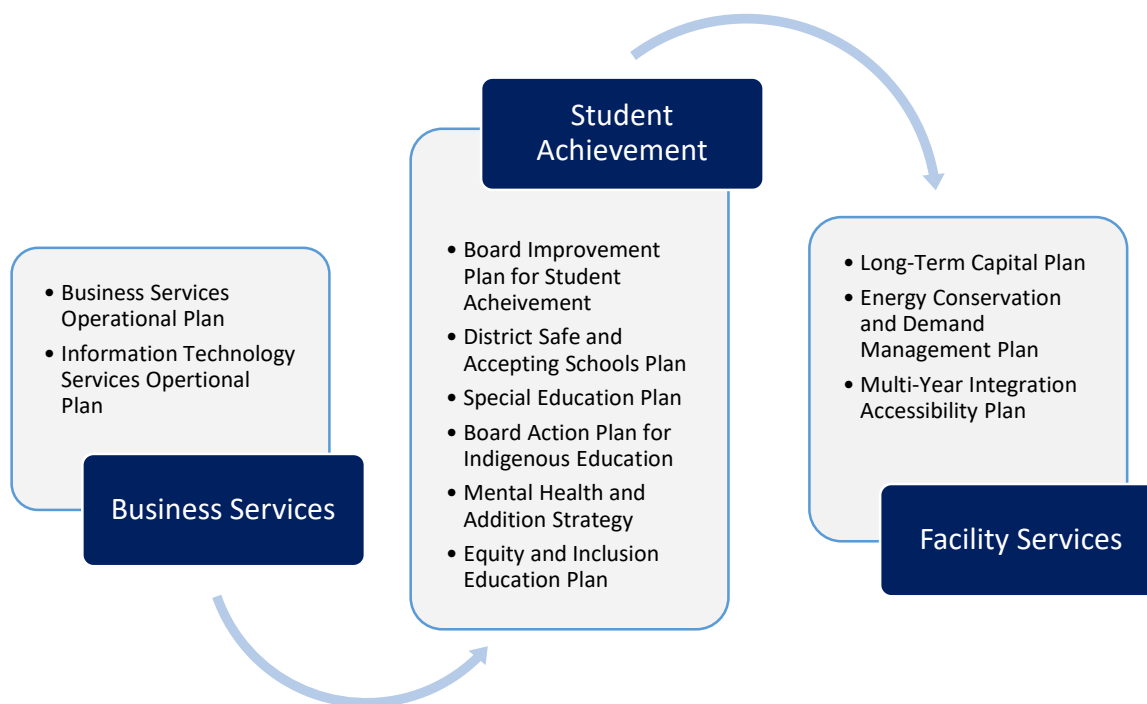 • Business Services
Operational Plan
• Information Technology
Services Opertional
Plan
Business Services
Student
Achievement
• Board Improvement
Plan for Student
Acheivement
• District Safe and
Accepting Schools Plan
• Special Education Plan
• Board Action Plan for
Indigenous Education
• Mental Health and
Addition Strategy
• Equity and Inclusion
Education Plan
• Long-Term Capital Plan
• Energy Conservation
and Demand
Management Plan
• Multi-Year Integration
Accessibility Plan
Facility Services